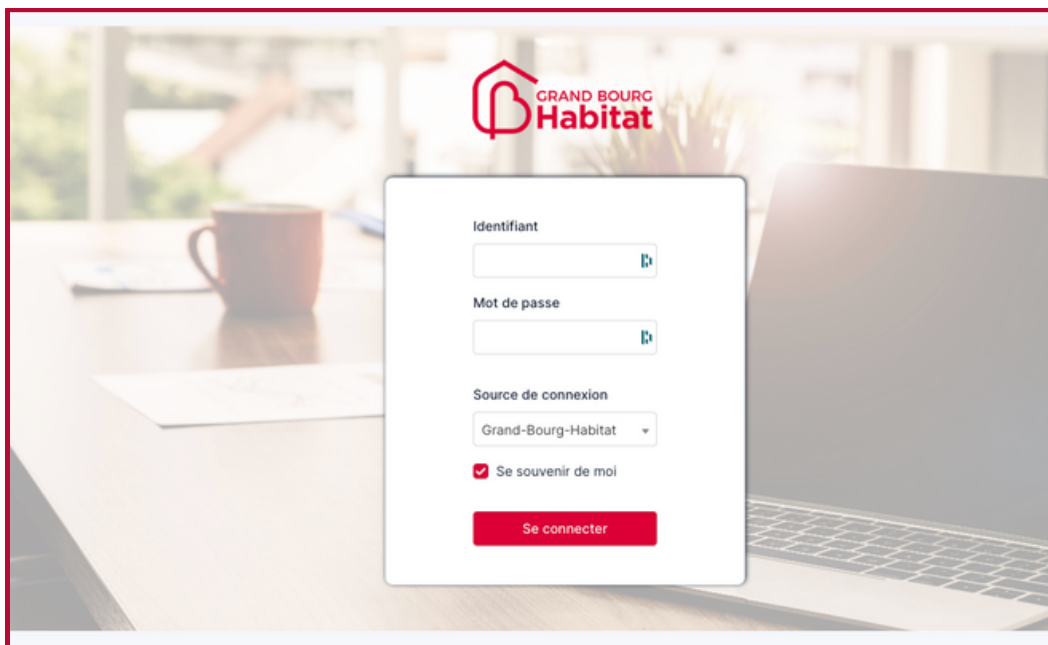 GRAND BOURG
Habitat
Identifiant
Mot de passe
Source de connexion
Grand-Bourg-Habitat
Se souvenir de moi
Se connecter